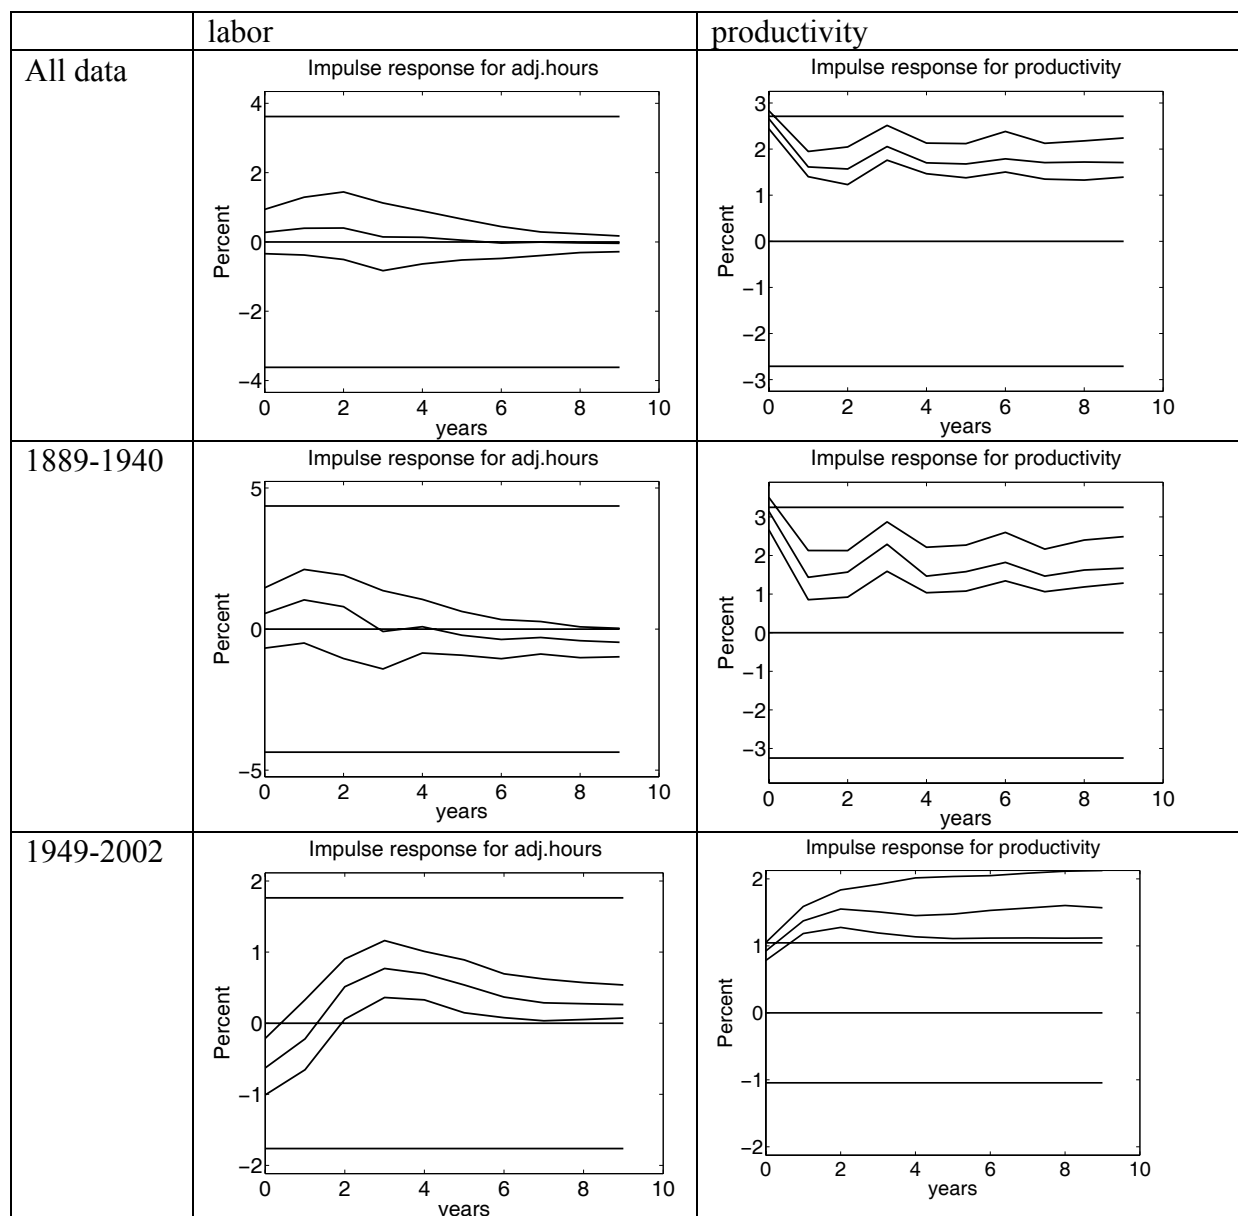 labor productivity
All data
Impulse response for adj.hours
4
2
0
−2
−4
Percent
0 2 4 6 8 10
years
Impulse response for productivity
3
2
1
0
−1
−2
−3
Percent
0 2 4 6 8 10
years
1889-1940
Impulse response for adj.hours
5
0
−5
Percent
0 2 4 6 8 10
years
Impulse response for productivity
3
2
1
0
−1
−2
−3
Percent
0 2 4 6 8 10
years
1949-2002
Impulse response for adj.hours
2
1
0
−1
−2
Percent
0 2 4 6 8 10
years
Impulse response for productivity
2
1
0
−1
−2
Percent
0 2 4 6 8 10
years